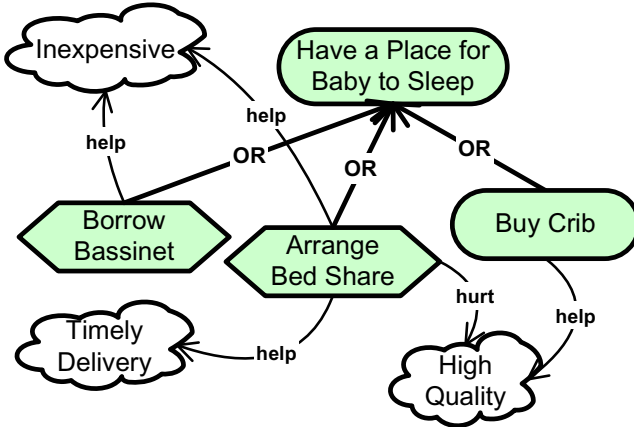 Inexpensive
Have a Place for
Baby to Sleep
help
help
OR
OR
OR
Borrow
Bassinet
Arrange
Bed Share
Buy Crib
hurt
help
help
Timely
Delivery
High
Quality